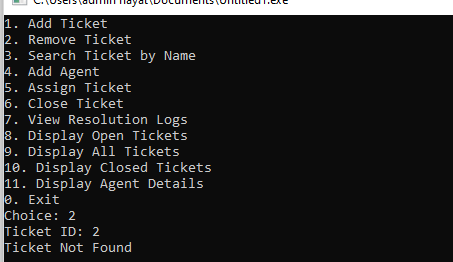 C:\Users\admin hayat\Documents\Untitled1.exe
1. Add Ticket
2. Remove Ticket
3. Search Ticket by Name
4. Add Agent
5. Assign Ticket
6. Close Ticket
7. View Resolution Logs
8. Display Open Tickets
9. Display All Tickets
10. Display Closed Tickets
11. Display Agent Details
0. Exit
Choice: 2
Ticket ID: 2
Ticket Not Found